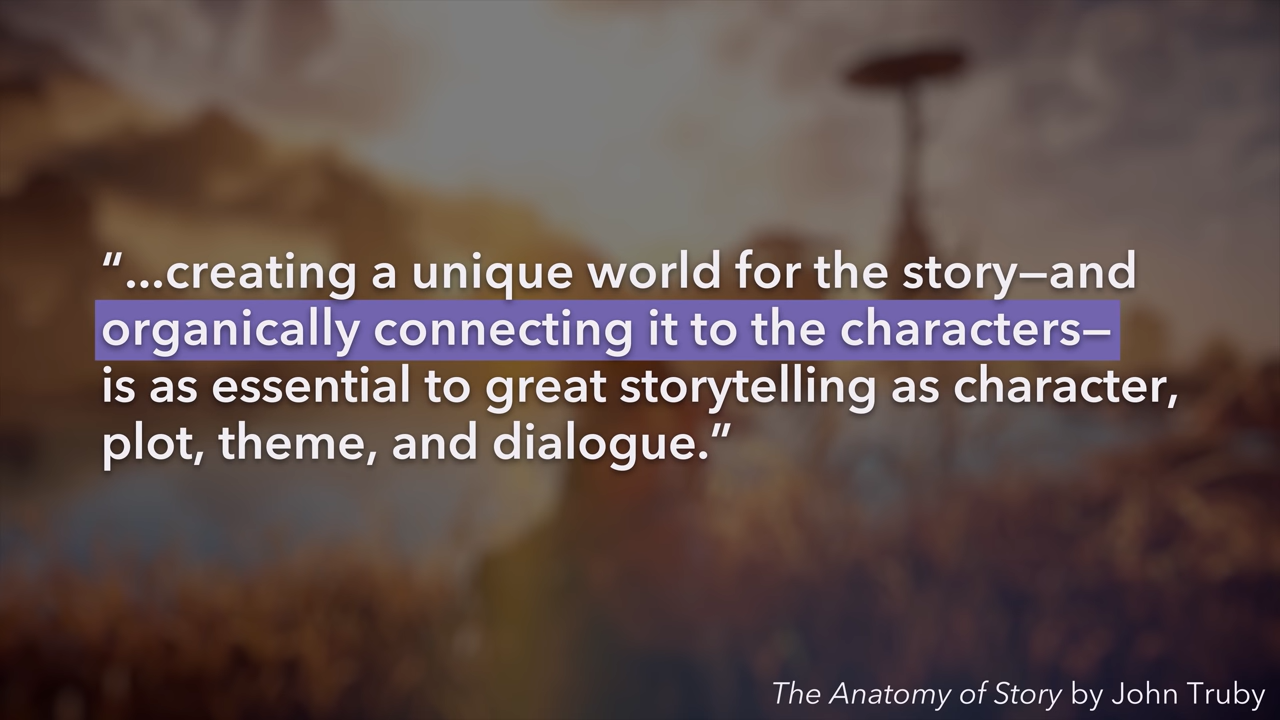 “...creating a unique world for the story—and
organically connecting it to the characters—
is as essential to great storytelling as character,
plot, theme, and dialogue.”
The Anatomy of Story by John Truby